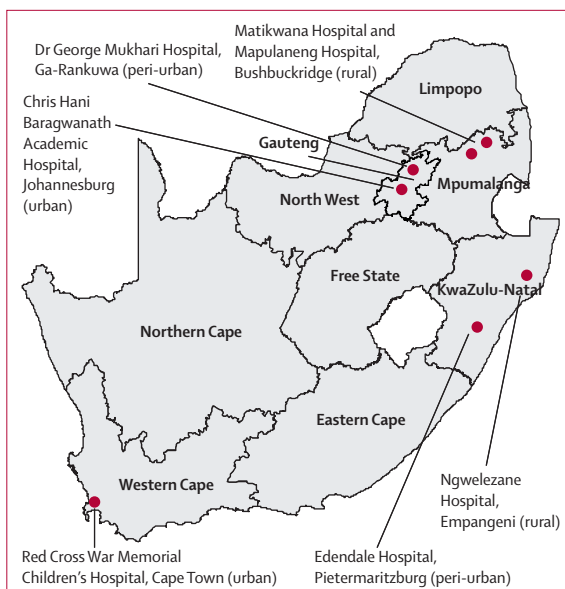 Matikwana Hospital and
Mapulaneng Hospital,
Bushbuckridge (rural)
Dr George Mukhari Hospital,
Ga-Rankuwa (peri-urban)
Chris Hani
Baragwanath
Academic
Hospital,
Johannesburg
(urban)
Limpopo
Gauteng
Mpumalanga
North West
Free State
KwaZulu-Natal
Northern Cape
Eastern Cape
Western Cape
Ngwelezane
Hospital,
Empangeni (rural)
Red Cross War Memorial
Children's Hospital, Cape Town (urban)
Edendale Hospital,
Pietermaritzburg (peri-urban)